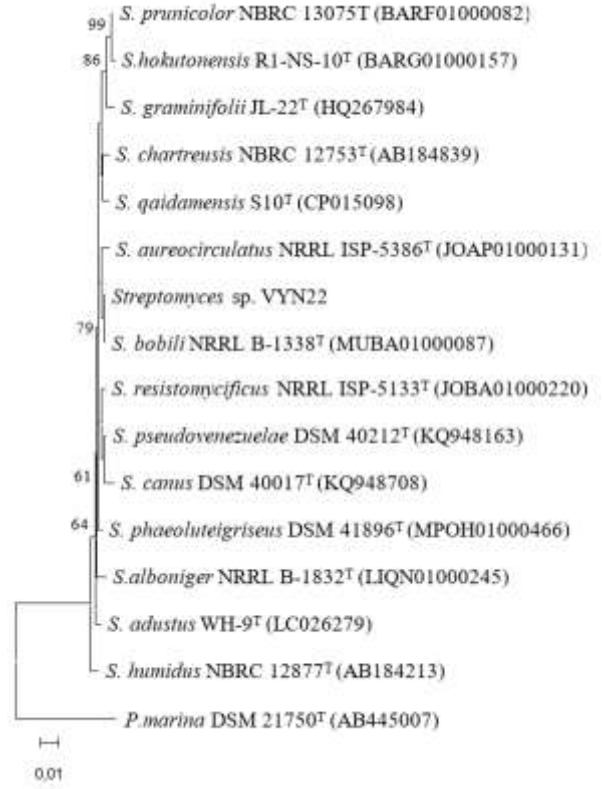 99
S. prunicolor NBRC 13075T (BARF01000082)
86
S.hokutonensis R1-NS-10ᵀ (BARG01000157)
S. graminifolii JL-22ᵀ (HQ267984)
S. chartreusis NBRC 12753ᵀ (AB184839)
S. qaidamensis S10ᵀ (CP015098)
S. aureocirculatus NRRL ISP-5386ᵀ (JOAP01000131)
Streptomyces sp. VYN22
79
S. bobili NRRL B-1338ᵀ (MUBA01000087)
S. resistomycificus NRRL ISP-5133ᵀ (JOBA01000220)
S. pseudovenezuelae DSM 40212ᵀ (KQ948163)
61
S. canus DSM 40017ᵀ (KQ948708)
64
S. phaeoluteigriseus DSM 41896ᵀ (MPOH01000466)
S.alboniger NRRL B-1832ᵀ (LIQN01000245)
S. adustus WH-9ᵀ (LC026279)
S. humidus NBRC 12877ᵀ (AB184213)
P.marina DSM 21750ᵀ (AB445007)
0,01